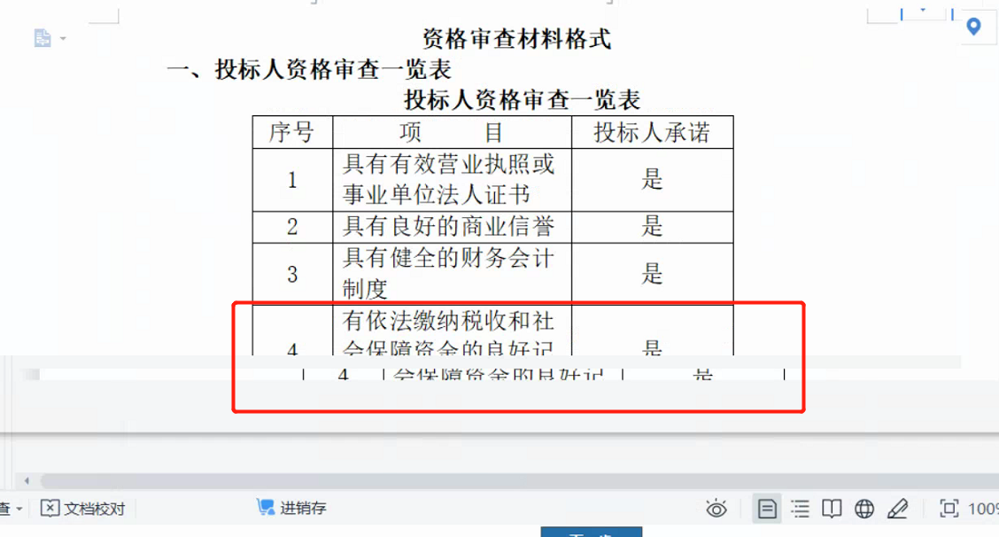 资格审查材料格式
一、投标人资格审查一览表
投标人资格审查一览表
序号 项 目 投标人承诺
1 具有有效营业执照或事业单位法人证书 是
2 具有良好的商业信誉 是
3 具有健全的财务会计制度 是
4 有依法缴纳税收和社会保障资金的良好记 是
4 会保障资金的良好记 是
查 文档校对 进销存 100%